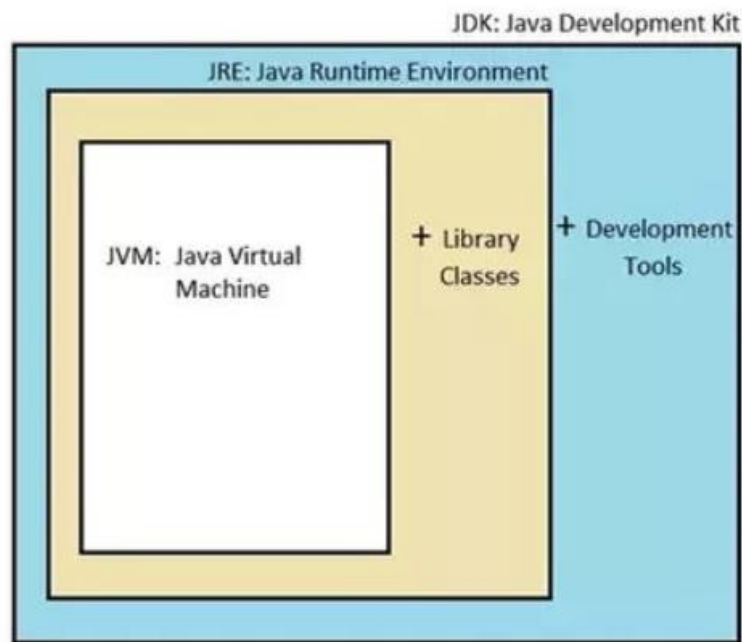 JDK: Java Development Kit
JRE: Java Runtime Environment
JVM: Java Virtual
Machine
+ Library
Classes
+ Development
Tools